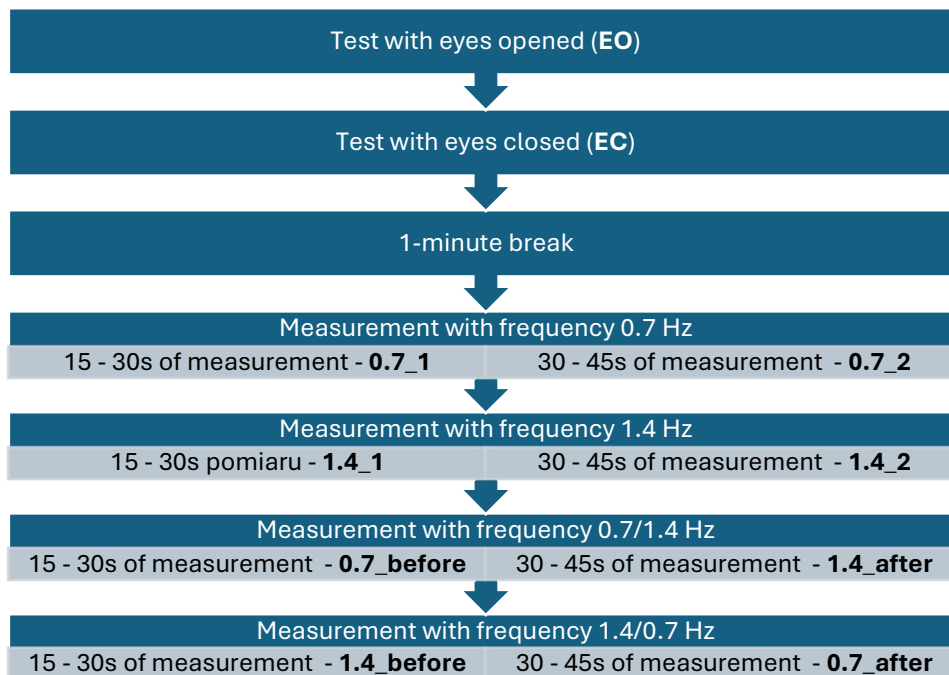 Test with eyes opened (EO)
Test with eyes closed (EC)
1-minute break
Measurement with frequency 0.7 Hz
15 - 30s of measurement - 0.7_1
30 - 45s of measurement - 0.7_2
Measurement with frequency 1.4 Hz
15 - 30s pomiaru - 1.4_1
30 - 45s of measurement - 1.4_2
Measurement with frequency 0.7/1.4 Hz
15 - 30s of measurement - 0.7_before
30 - 45s of measurement - 1.4_after
Measurement with frequency 1.4/0.7 Hz
15 - 30s of measurement - 1.4_before
30 - 45s of measurement - 0.7_after